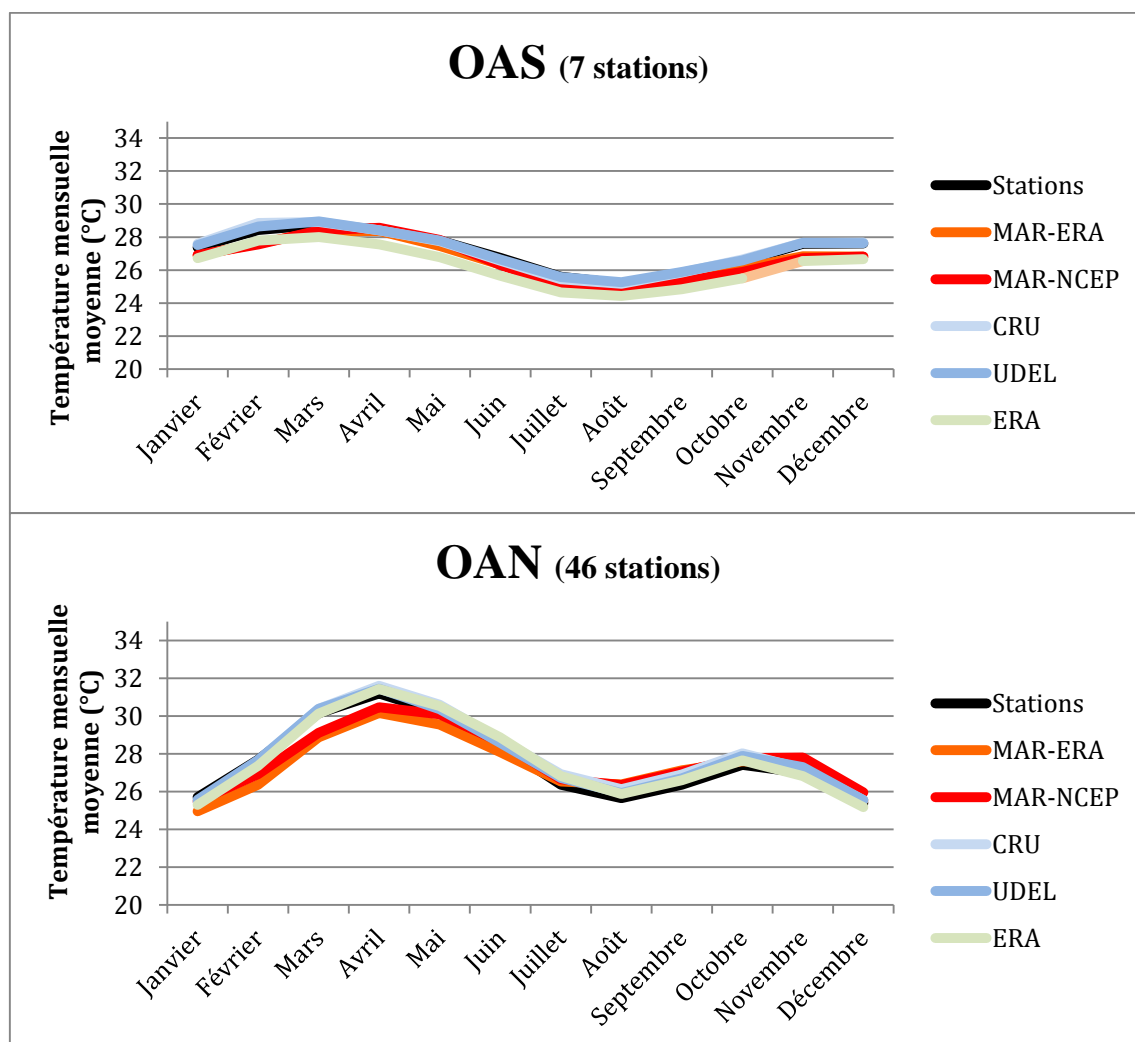 OAS (7 stations)
Température mensuelle
moyenne (°C)
34
32
30
28
26
24
22
20
Janvier
Février
Mars
Avril
Mai
Juin
Juillet
Août
Septembre
Octobre
Novembre
Décembre
Stations
MAR-ERA
MAR-NCEP
CRU
UDEL
ERA
OAN (46 stations)
Température mensuelle
moyenne (°C)
34
32
30
28
26
24
22
20
Janvier
Février
Mars
Avril
Mai
Juin
Juillet
Août
Septembre
Octobre
Novembre
Décembre
Stations
MAR-ERA
MAR-NCEP
CRU
UDEL
ERA